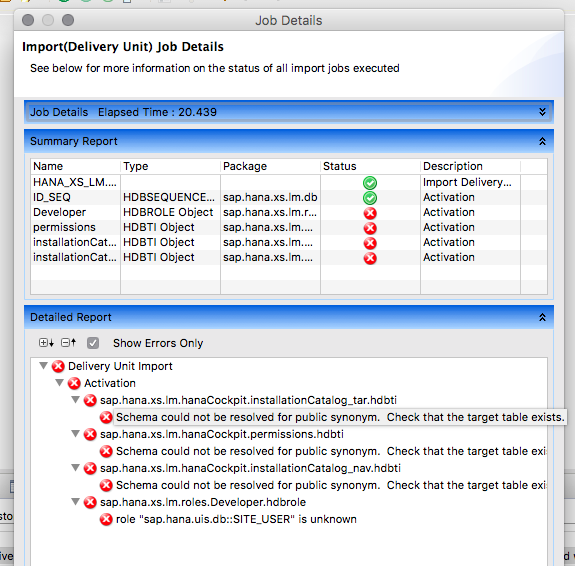 Job Details
Import(Delivery Unit) Job Details
See below for more information on the status of all import jobs executed
Job Details Elapsed Time : 20.439
Summary Report
Name Type Package Status Description
HANA_XS_LM.... Import Delivery...
ID_SEQ HDBSEQUENCE... sap.hana.xs.lm.db Activation
Developer HDBROLE Object sap.hana.xs.lm.r... Activation
permissions HDBTI Object sap.hana.xs.lm.... Activation
installationCat... HDBTI Object sap.hana.xs.lm.... Activation
installationCat... HDBTI Object sap.hana.xs.lm.... Activation
Detailed Report
Show Errors Only
Delivery Unit Import
Activation
sap.hana.xs.lm.hanaCockpit.installationCatalog_tar.hdbti
Schema could not be resolved for public synonym. Check that the target table exists.
sap.hana.xs.lm.hanaCockpit.permissions.hdbti
Schema could not be resolved for public synonym. Check that the target table exi
sap.hana.xs.lm.hanaCockpit.installationCatalog_nav.hdbti
Schema could not be resolved for public synonym. Check that the target table exi
sap.hana.xs.lm.roles.Developer.hdbrole
role "sap.hana.uis.db::SITE_USER" is unknown